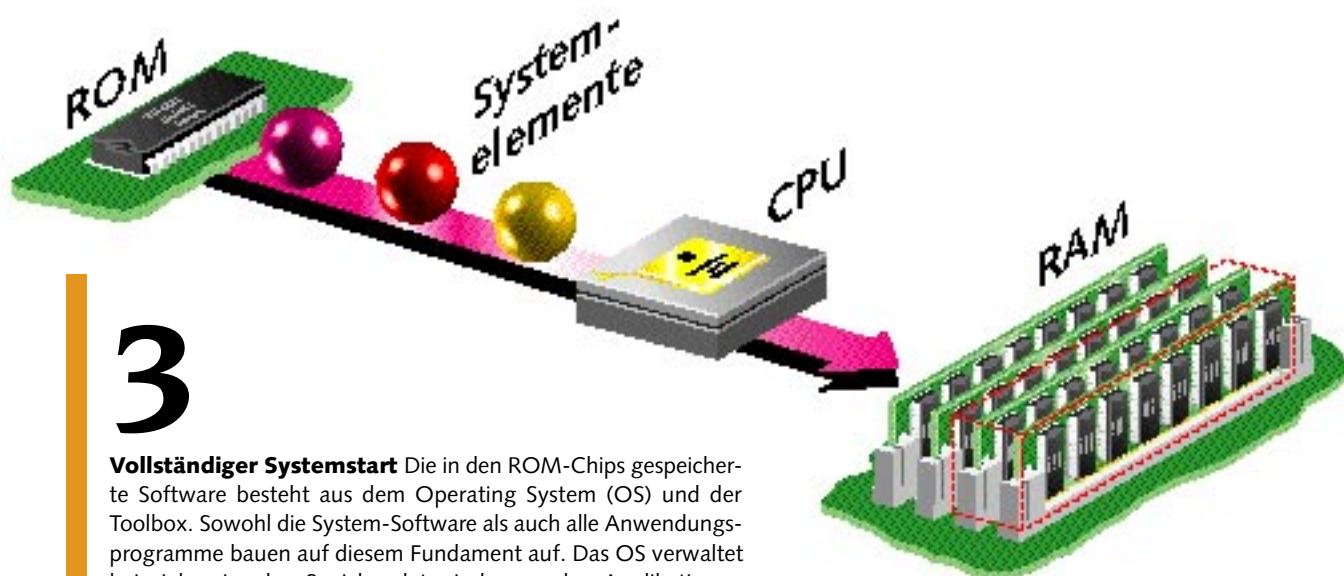 ROM
System-
elemente
CPU
RAM
3
Vollständiger Systemstart Die in den ROM-Chips gespeicher-
te Software besteht aus dem Operating System (OS) und der
Toolbox. Sowohl die System-Software als auch alle Anwendungs-
programme bauen auf diesem Fundament auf. Das OS verwaltet